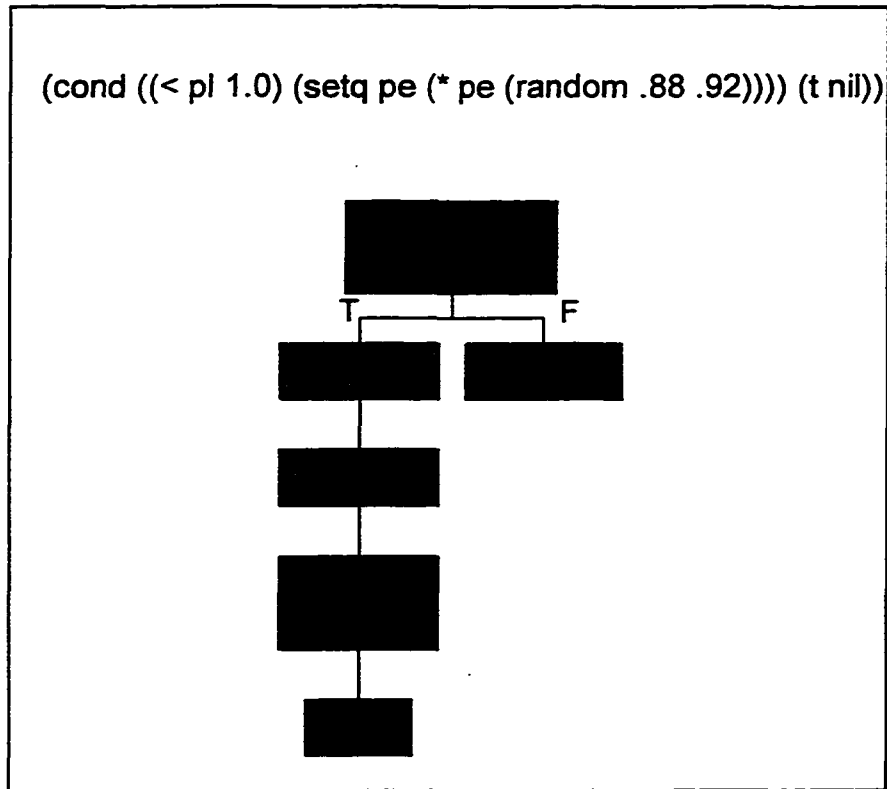 (cond ((< pl 1.0) (setq pe (* pe (random .88 .92)))) (t nil))
T F